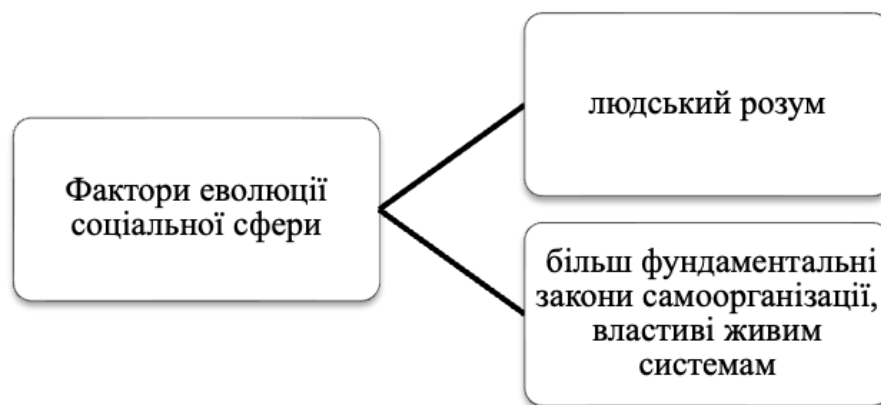 Фактори еволюції
соціальної сфери
людський розум
більш фундаментальні
закони самоорганізації,
властиві живим
системам